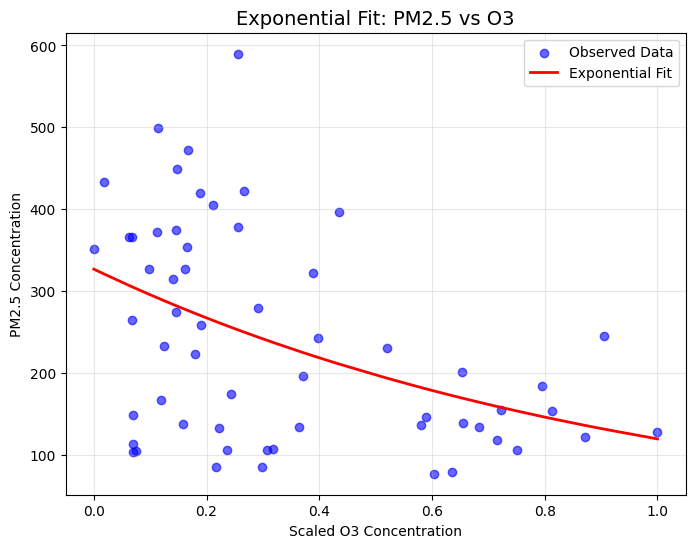 Exponential Fit: PM2.5 vs O3
Observed Data
Exponential Fit
PM2.5 Concentration
600
500
400
300
200
100
0.0 0.2 0.4 0.6 0.8 1.0
Scaled O3 Concentration